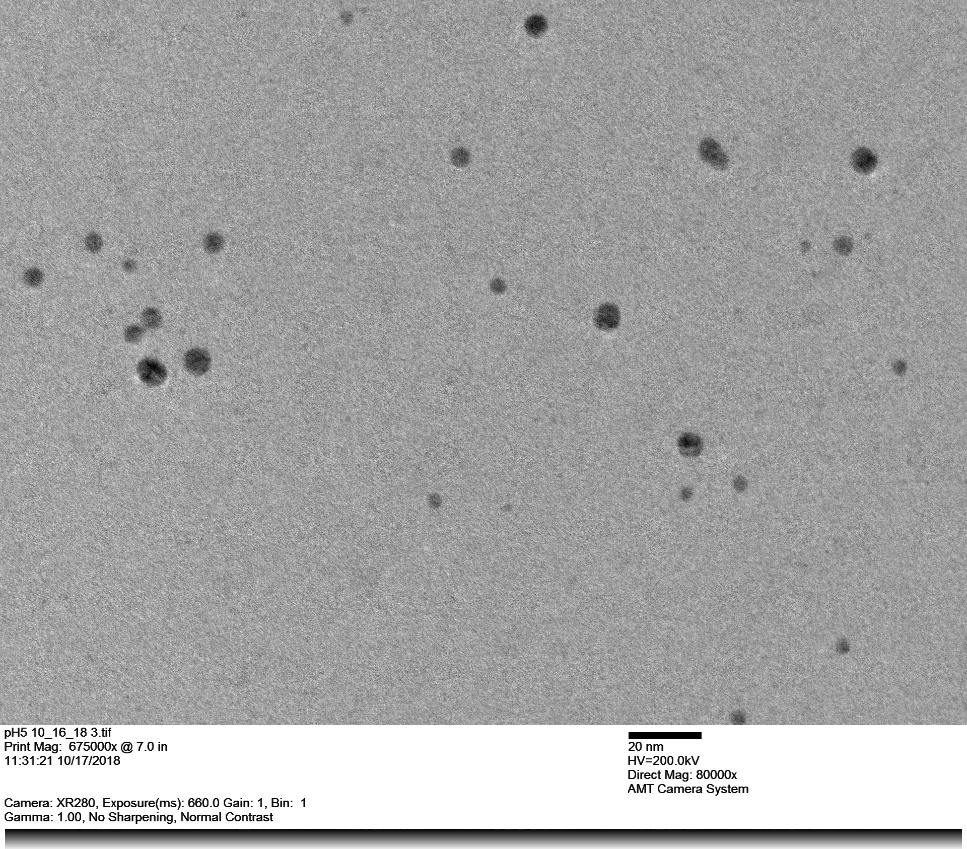 pH5 10_16_18 3.tif
Print Mag:  675000x @ 7.0 in
11:31:21 10/17/2018
Camera: XR280, Exposure(ms): 660.0 Gain: 1, Bin:  1
Gamma: 1.00, No Sharpening, Normal Contrast
20 nm
HV=200.0kV
Direct Mag: 80000x
AMT Camera System